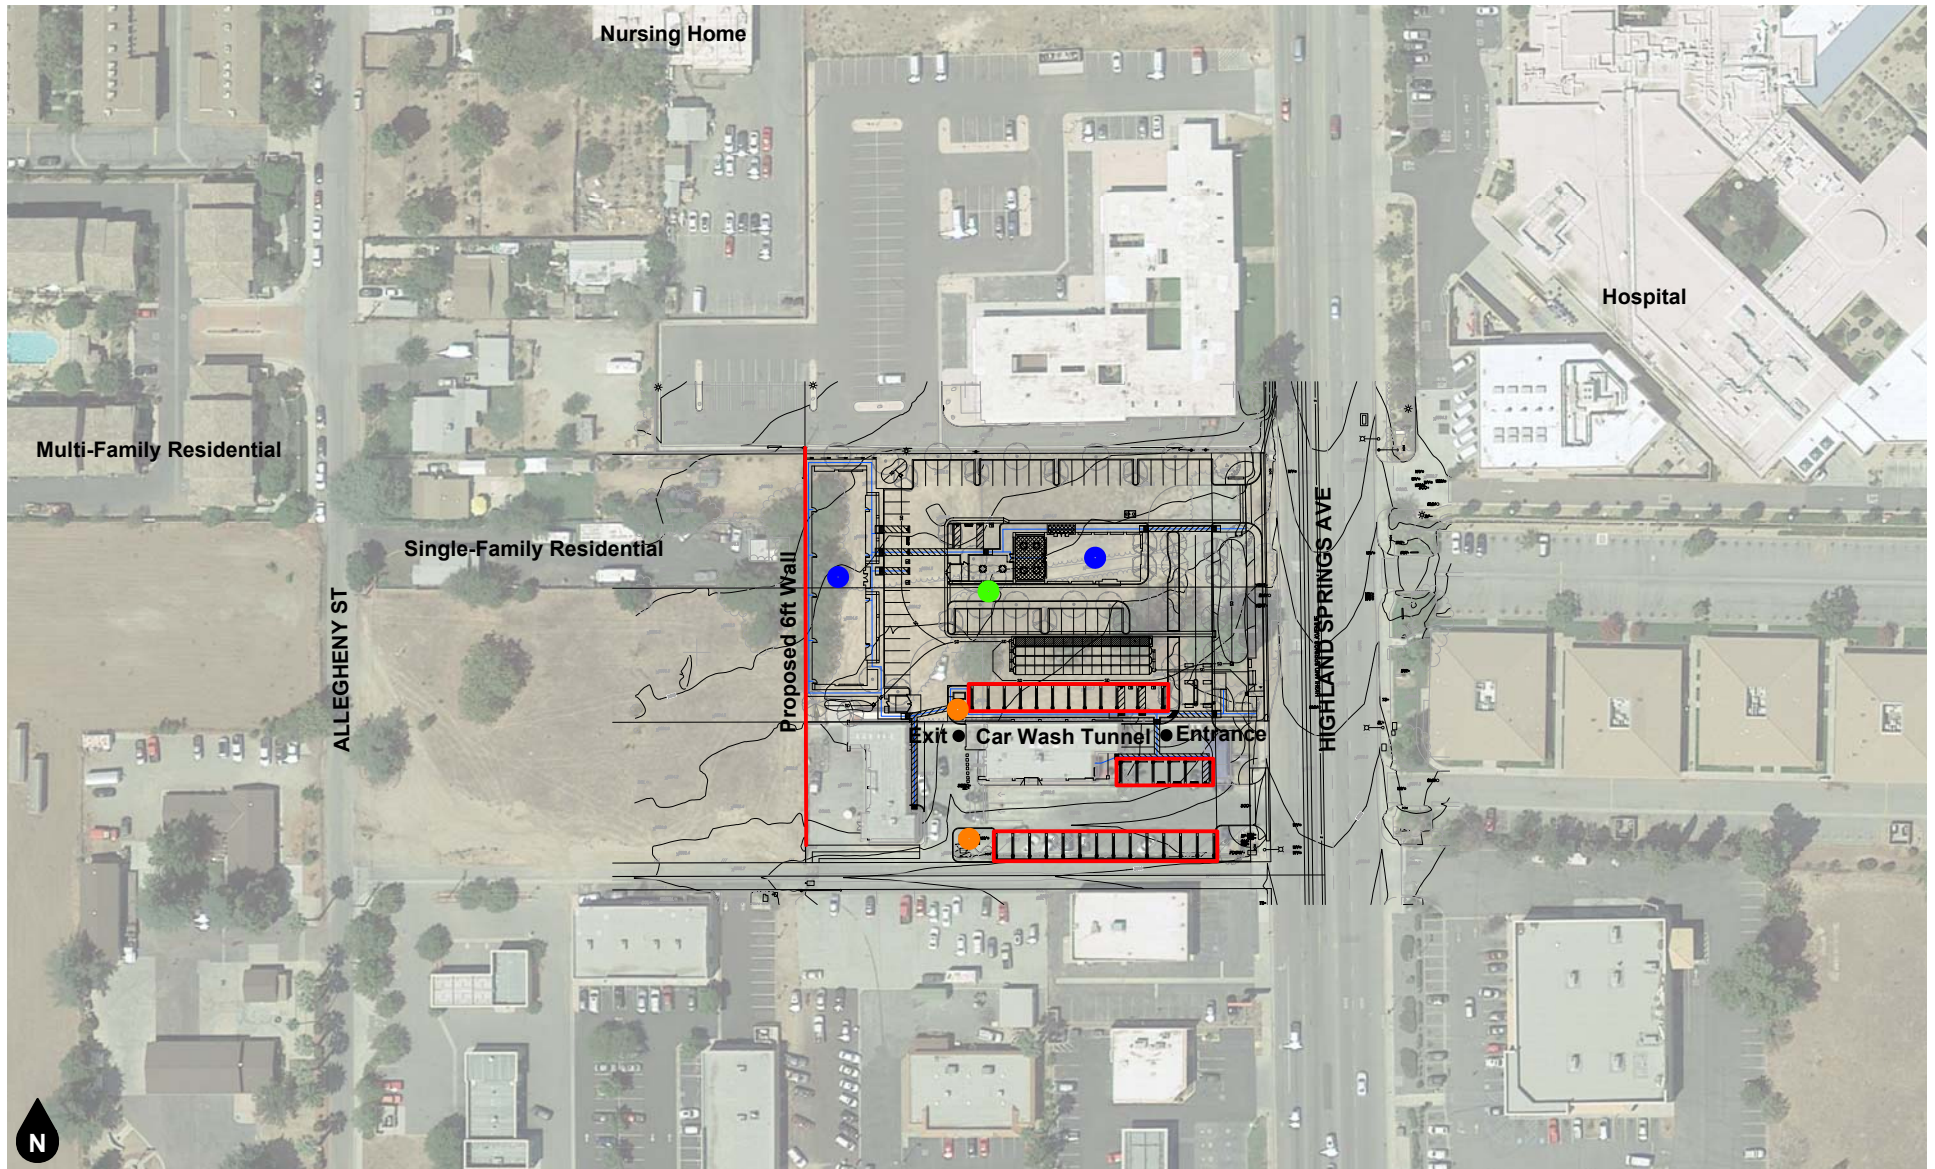 Nursing Home
Hospital
Multi-Family Residential
Single-Family Residential
ALLEGHENY ST
Proposed 6ft Wall
HIGHLAND SPRINGS AVE
Exit
Car Wash Tunnel
Entrance
N